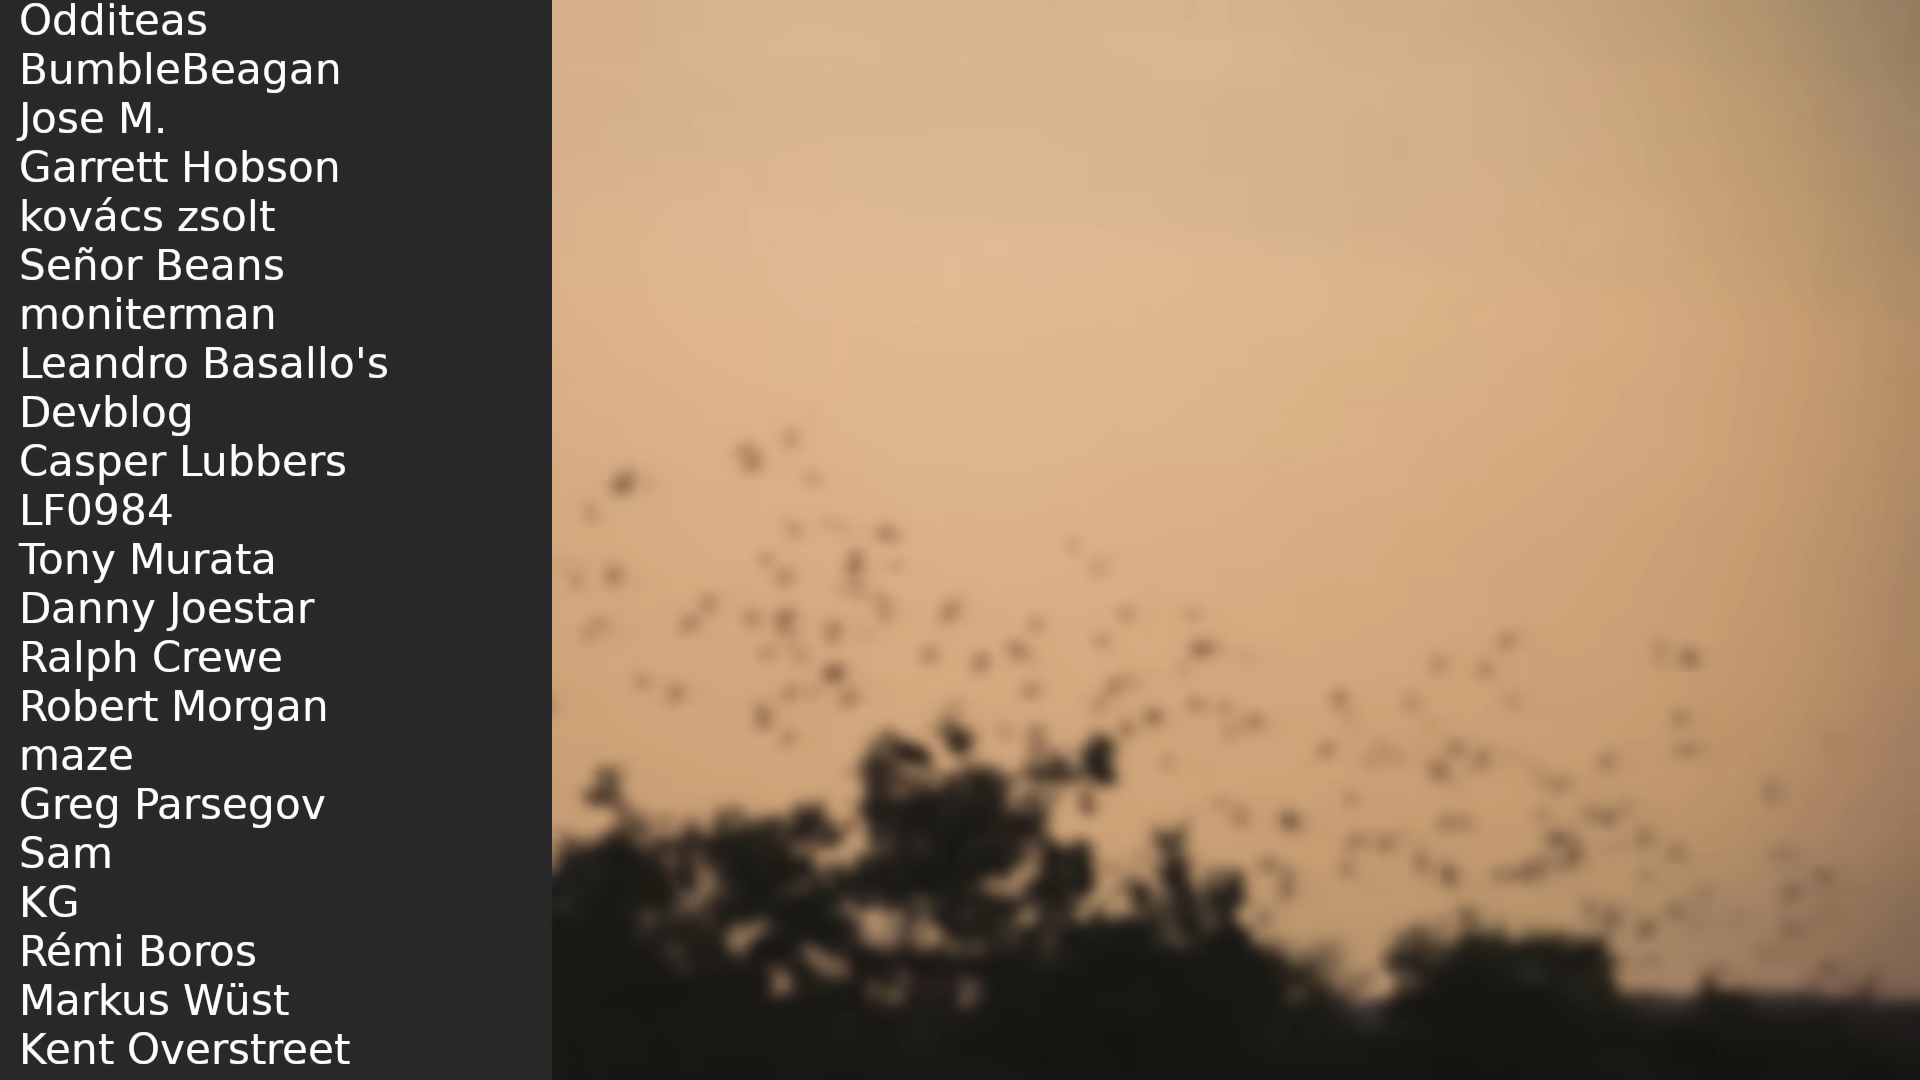 Odditeas
BumbleBeagan
Jose M.
Garrett Hobson
kovács zsolt
Señor Beans
moniterman
Leandro Basallo's
Devblog
Casper Lubbers
LF0984
Tony Murata
Danny Joestar
Ralph Crewe
Robert Morgan
maze
Greg Parsegov
Sam
KG
Rémi Boros
Markus Wüst
Kent Overstreet